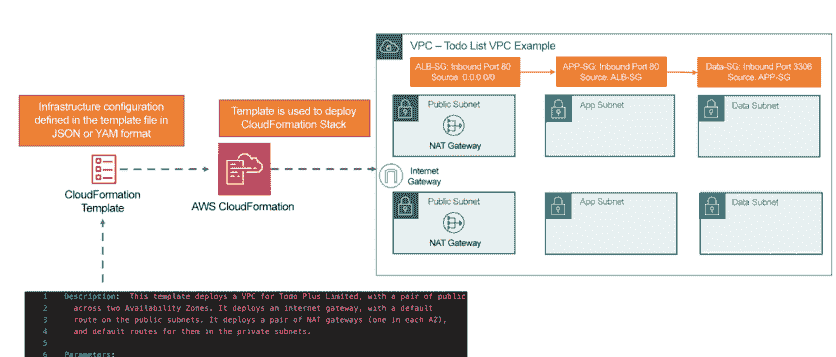 VPC – Todo List VPC Example
ALB-SG: Inbound Port 80
Source: 0.0.0.0/0
APP-SG: Inbound Port 80
Source: ALB-SG
Data-SG: Inbound Port 3306
Source: APP-SG
Infrastructure configuration
defined in the template file in
JSON or YAM format
Template is used to deploy
CloudFormation Stack
Public Subnet
NAT Gateway
App Subnet
Data Subnet
Internet
Gateway
CloudFormation
Template
AWS CloudFormation
Public Subnet
NAT Gateway
App Subnet
Data Subnet
1 Description: This template deploys a VPC for Todo Plus Limited, with a pair of public
2 across two Availability Zones. It deploys an internet gateway, with a default
3 route on the public subnets. It deploys a pair of NAT gateways (one in each AZ),
4 and default routes for them in the private subnets.
5
6 Parameters: